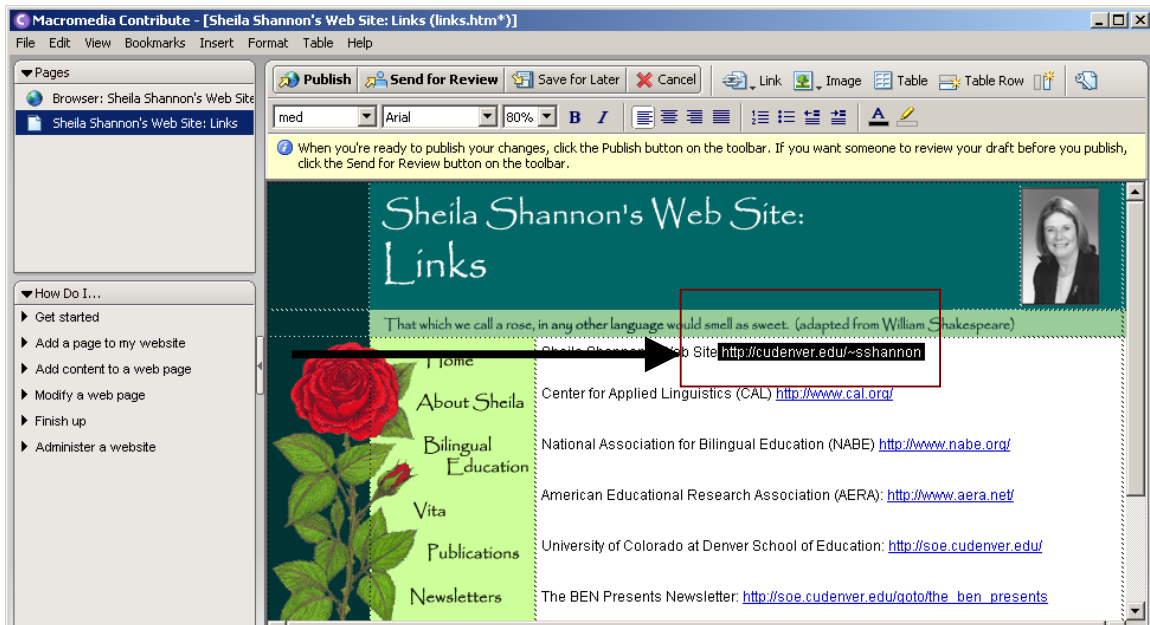 Macromedia Contribute - [Sheila Shannon's Web Site: Links (links.htm*)]
File Edit View Bookmarks Insert Format Table Help
Pages
Browser: Sheila Shannon's Web Site
Sheila Shannon's Web Site: Links
How Do I...
Get started
Add a page to my website
Add content to a web page
Modify a web page
Finish up
Administer a website
Publish Send for Review Save for Later Cancel Link Image Table Table Row
med Arial 80% B I A
When you're ready to publish your changes, click the Publish button on the toolbar. If you want someone to review your draft before you publish,
click the Send for Review button on the toolbar.
Sheila Shannon's Web Site:
Links
That which we call a rose, in any other language would smell as sweet. (adapted from William Shakespeare)
Home
About Sheila
Bilingual
Education
Vita
Publications
Newsletters
Site http://cudenver.edu/~sshannon
Center for Applied Linguistics (CAL) http://www.cal.org/
National Association for Bilingual Education (NABE) http://www.nabe.org/
American Educational Research Association (AERA): http://www.aera.net/
University of Colorado at Denver School of Education: http://soe.cudenver.edu/
The BEN Presents Newsletter: http://soe.cudenver.edu/goto/the_ben_presents